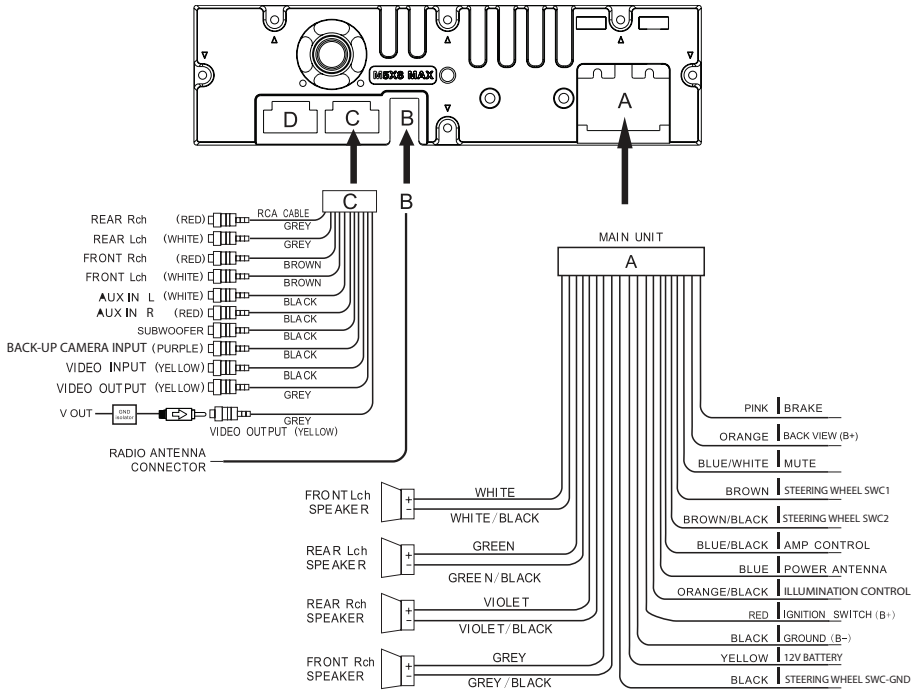 M5X6 MAX
D
C
B
A
C
B
REAR Rch (RED) RCA CABLE
GREY
REAR Lch (WHITE) GREY
FRONT Rch (RED) BROWN
FRONT Lch (WHITE) BROWN
AUX IN L (WHITE) BLACK
AUX IN R (RED) BLACK
SUBWOOFER BLACK
BACK-UP CAMERA INPUT (PURPLE) BLACK
VIDEO INPUT (YELLOW) BLACK
VIDEO OUTPUT (YELLOW) GREY
V OUT GND isolator GREY
VIDEO OUTPUT (YELLOW)
RADIO ANTENNA
CONNECTOR
MAIN UNIT
A
FRONT Lch
SPEAKER
+ WHITE
- WHITE/BLACK
REAR Lch
SPEAKER
+ GREEN
- GREEN/BLACK
REAR Rch
SPEAKER
+ VIOLET
- VIOLET/BLACK
FRONT Rch
SPEAKER
+ GREY
- GREY/BLACK
PINK BRAKE
ORANGE BACK VIEW (B+)
BLUE/WHITE MUTE
BROWN STEERING WHEEL SWC1
BROWN/BLACK STEERING WHEEL SWC2
BLUE/BLACK AMP CONTROL
BLUE POWER ANTENNA
ORANGE/BLACK ILLUMINATION CONTROL
RED IGNITION SWITCH (B+)
BLACK GROUND (B-)
YELLOW 12V BATTERY
BLACK STEERING WHEEL SWC-GND